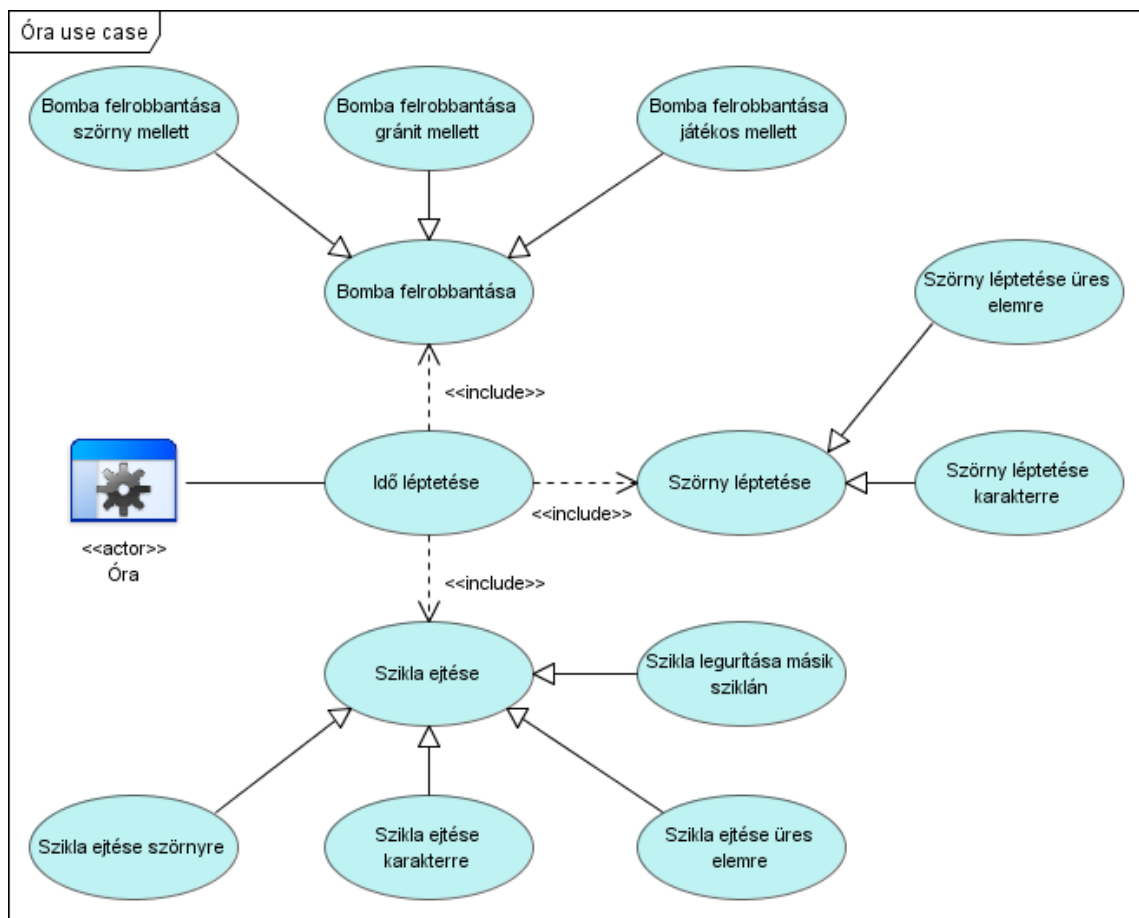 Óra use case
Bomba felrobbantása
szörny mellett
Bomba felrobbantása
gránit mellett
Bomba felrobbantása
játékos mellett
Bomba felrobbantása
Szörny léptetése üres
elemre
<<include>>
Idő léptetése
<<include>>
Szörny léptetése
Szörny léptetése
karakterre
<<actor>>
Óra
<<include>>
Szikla ejtése
Szikla legurítása másik
sziklán
Szikla ejtése szörnyre
Szikla ejtése
karakterre
Szikla ejtése üres
elemre